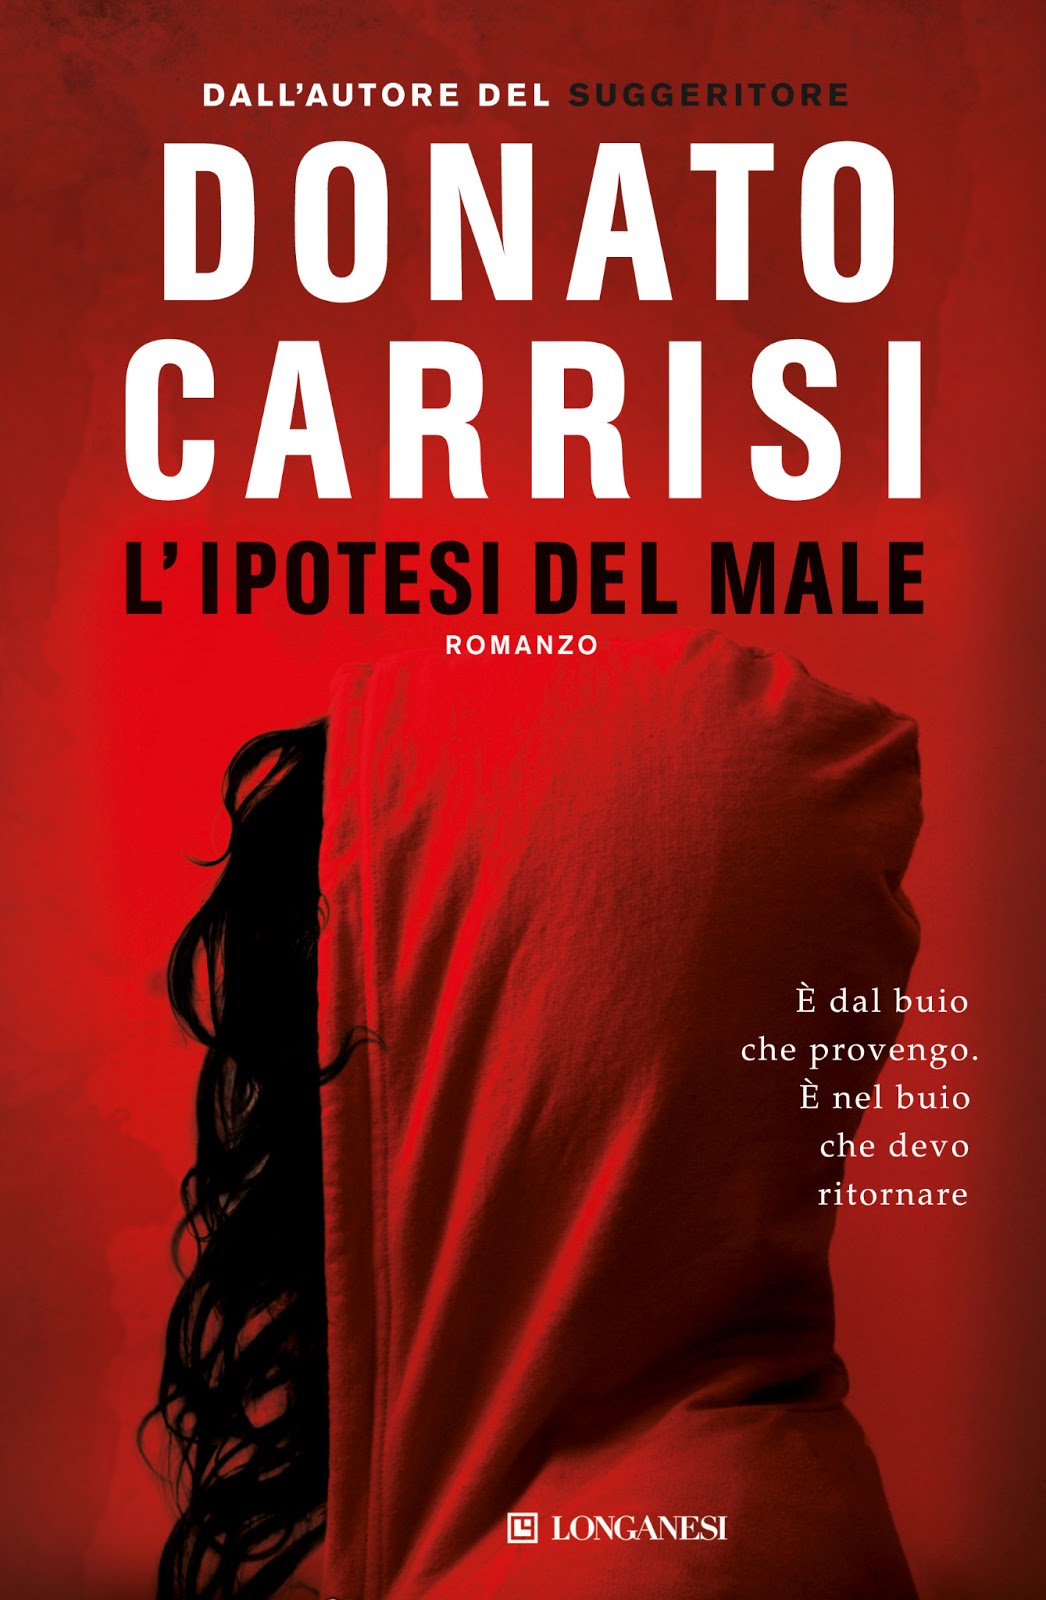 DALL'AUTORE DEL SUGGERITORE
DONATO
CARRISI
L'IPOTESI DEL MALE
ROMANZO
È dal buio
che provengo.
È nel buio
che devo
ritornare
LONGANESI